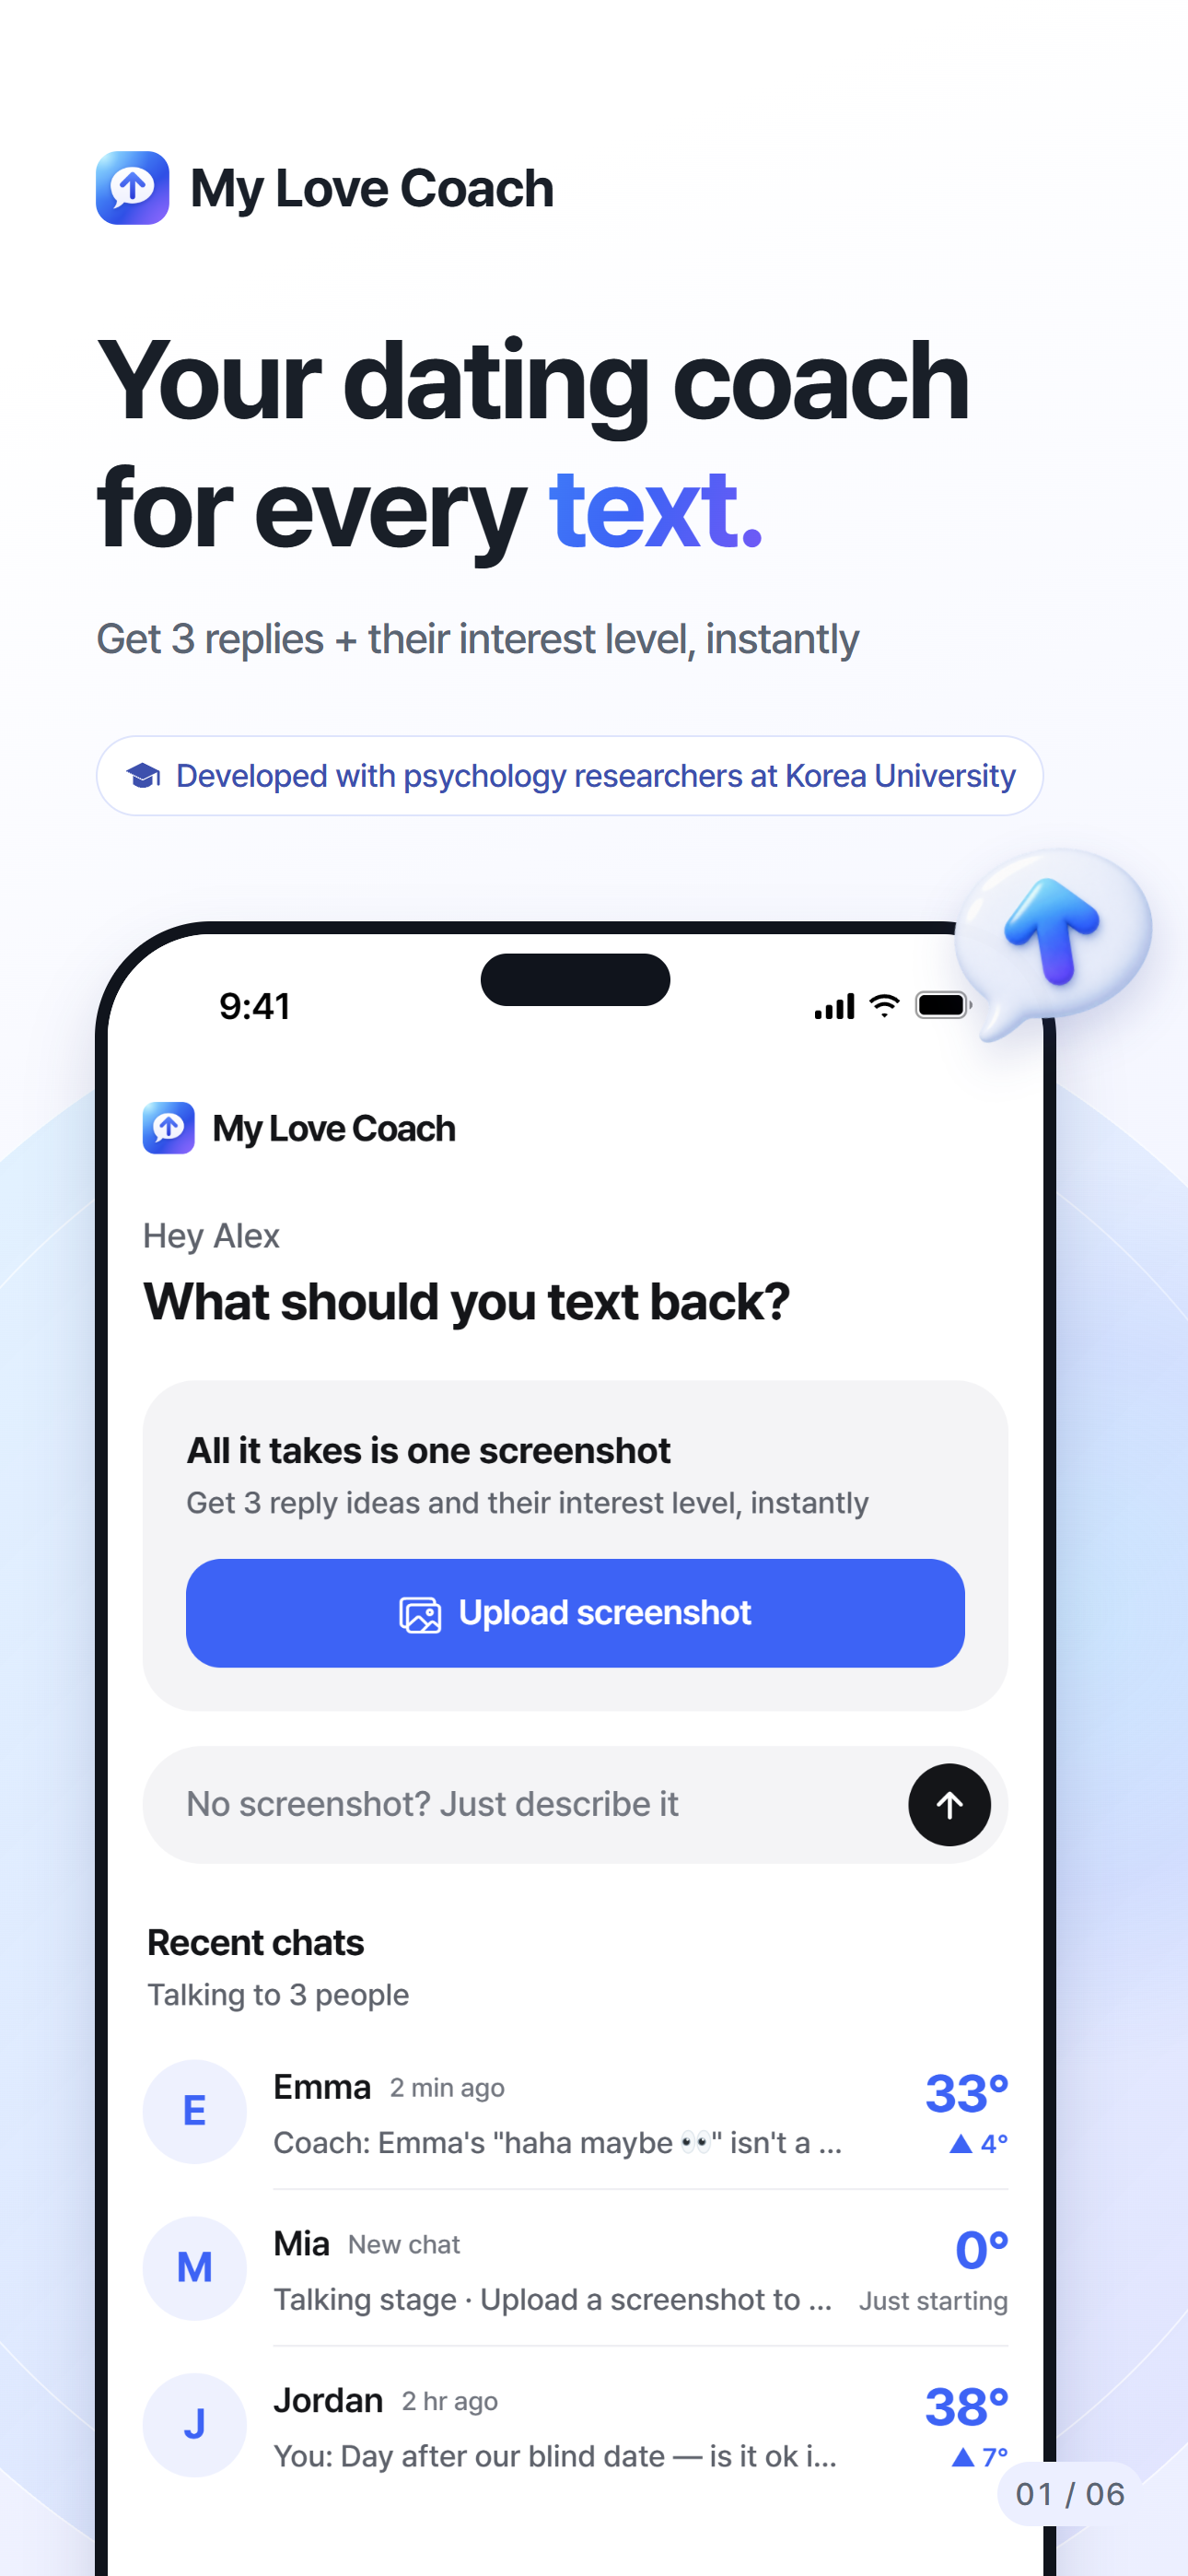 My Love Coach
Your dating coach
for every text.
Get 3 replies + their interest level, instantly
Developed with psychology researchers at Korea University
9:41
My Love Coach
Hey Alex
What should you text back?
All it takes is one screenshot
Get 3 reply ideas and their interest level, instantly
Upload screenshot
No screenshot? Just describe it
Recent chats
Talking to 3 people
E
Emma 2 min ago
33°
Coach: Emma's "haha maybe 👀" isn't a ...
▲ 4°
M
Mia New chat
0°
Talking stage · Upload a screenshot to ...
Just starting
J
Jordan 2 hr ago
38°
You: Day after our blind date — is it ok i...
▲ 7°
01 / 06